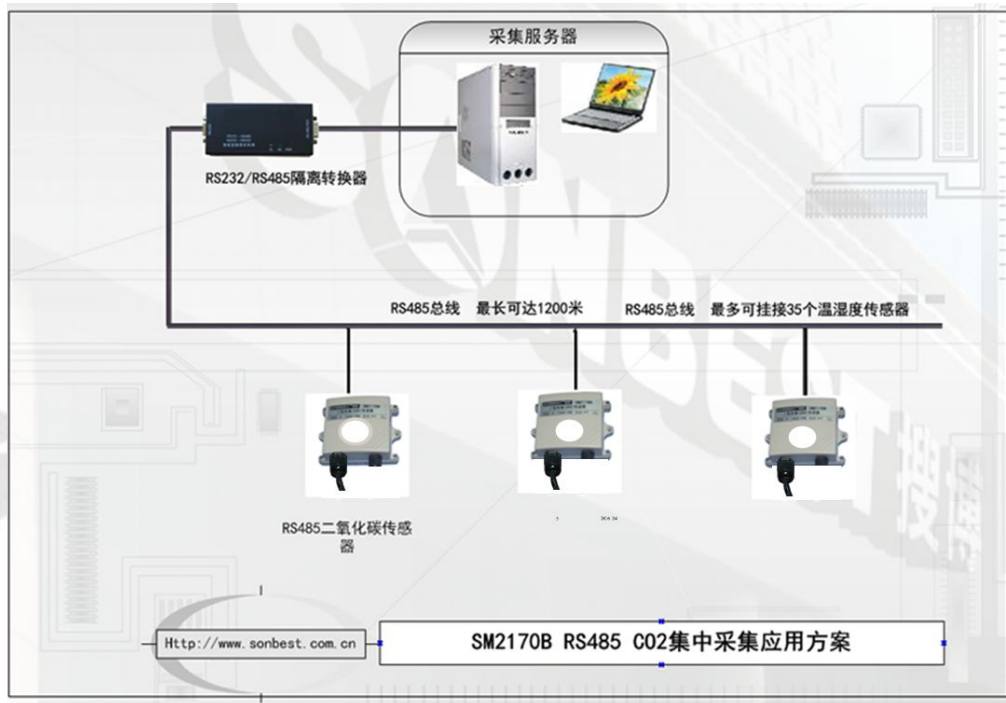 采集服务器
RS232/RS485隔离转换器
RS485总线 最长可达1200米 RS485总线 最多可挂接35个温湿度传感器
RS485二氧化碳传感
器
Http://www.sonbest.com.cn
SM2170B RS485 CO2集中采集应用方案
SONBEST